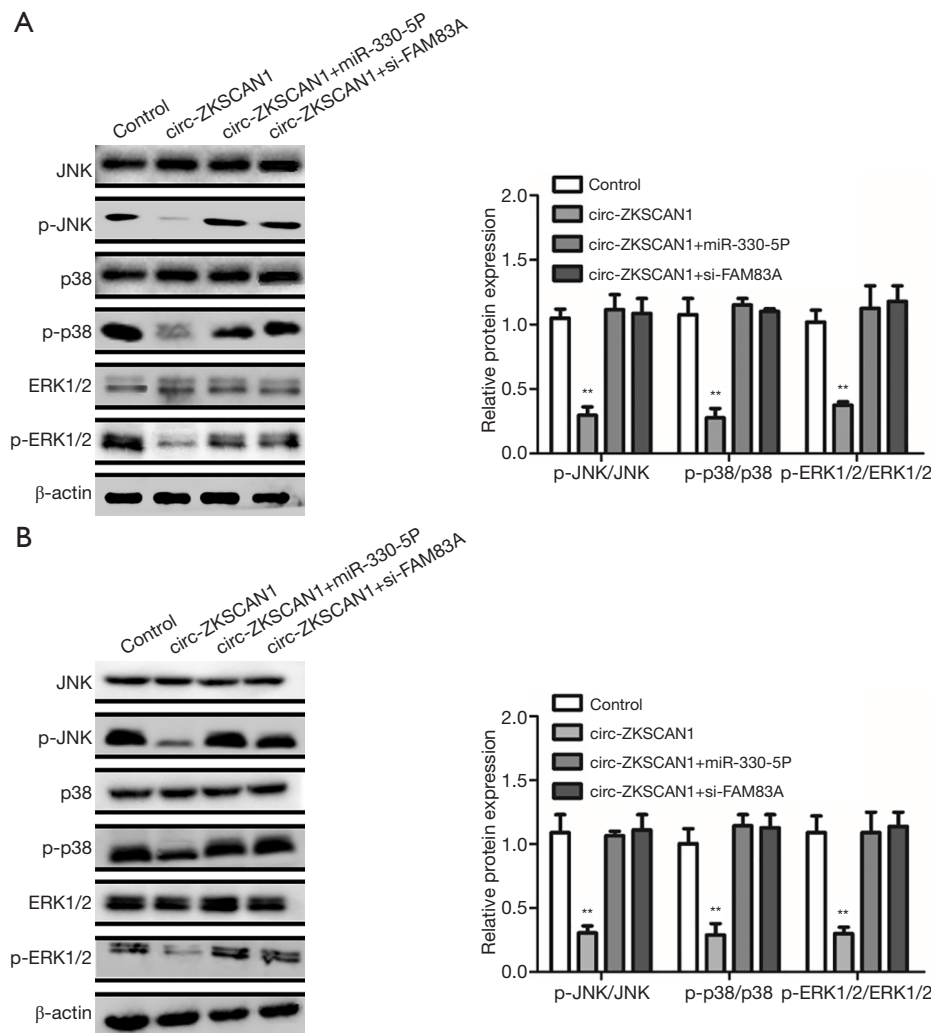 A
Control
circ-ZKSCAN1
circ-ZKSCAN1+miR-330-5P
circ-ZKSCAN1+si-FAM83A
JNK
p-JNK
p38
p-p38
ERK1/2
p-ERK1/2
β-actin
Relative protein expression
2.0
1.5
1.0
0.5
0.0
Control
circ-ZKSCAN1
circ-ZKSCAN1+miR-330-5P
circ-ZKSCAN1+si-FAM83A
**
**
**
p-JNK/JNK
p-p38/p38
p-ERK1/2/ERK1/2
B
Control
circ-ZKSCAN1
circ-ZKSCAN1+miR-330-5P
circ-ZKSCAN1+si-FAM83A
JNK
p-JNK
p38
p-p38
ERK1/2
p-ERK1/2
β-actin
Relative protein expression
2.0
1.5
1.0
0.5
0.0
Control
circ-ZKSCAN1
circ-ZKSCAN1+miR-330-5P
circ-ZKSCAN1+si-FAM83A
**
**
**
p-JNK/JNK
p-p38/p38
p-ERK1/2/ERK1/2